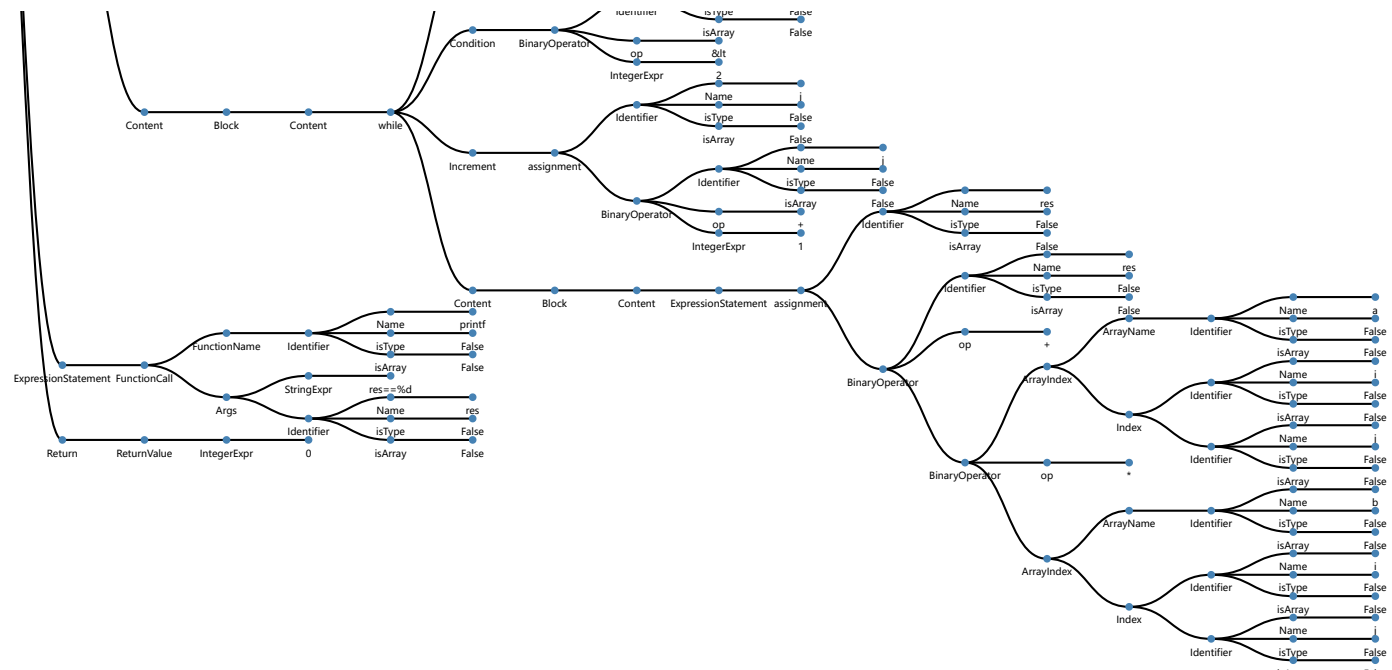 Identifier isType False
isArray False
Condition BinaryOperator
op &lt
IntegerExpr 2
Name j
Content Block Content while Identifier isType False
isArray False
Increment assignment Name j
Identifier isType False
isArray False
BinaryOperator op +
IntegerExpr 1
Identifier Name res
isType False
isArray False
Content Block Content ExpressionStatement assignment
Identifier Name res
isType False
isArray False
BinaryOperator op +
FunctionName Identifier Name printf
isType False
isArray False
ExpressionStatement FunctionCall
StringExpr res==%d
Args Identifier Name res
isType False
isArray False
Return ReturnValue IntegerExpr 0
ArrayIndex ArrayName Identifier Name a
isType False
isArray False
Index Identifier Name i
isType False
isArray False
Identifier Name j
isType False
isArray False
BinaryOperator op *
ArrayIndex ArrayName Identifier Name b
isType False
isArray False
Index Identifier Name i
isType False
isArray False
Identifier Name j
isType False